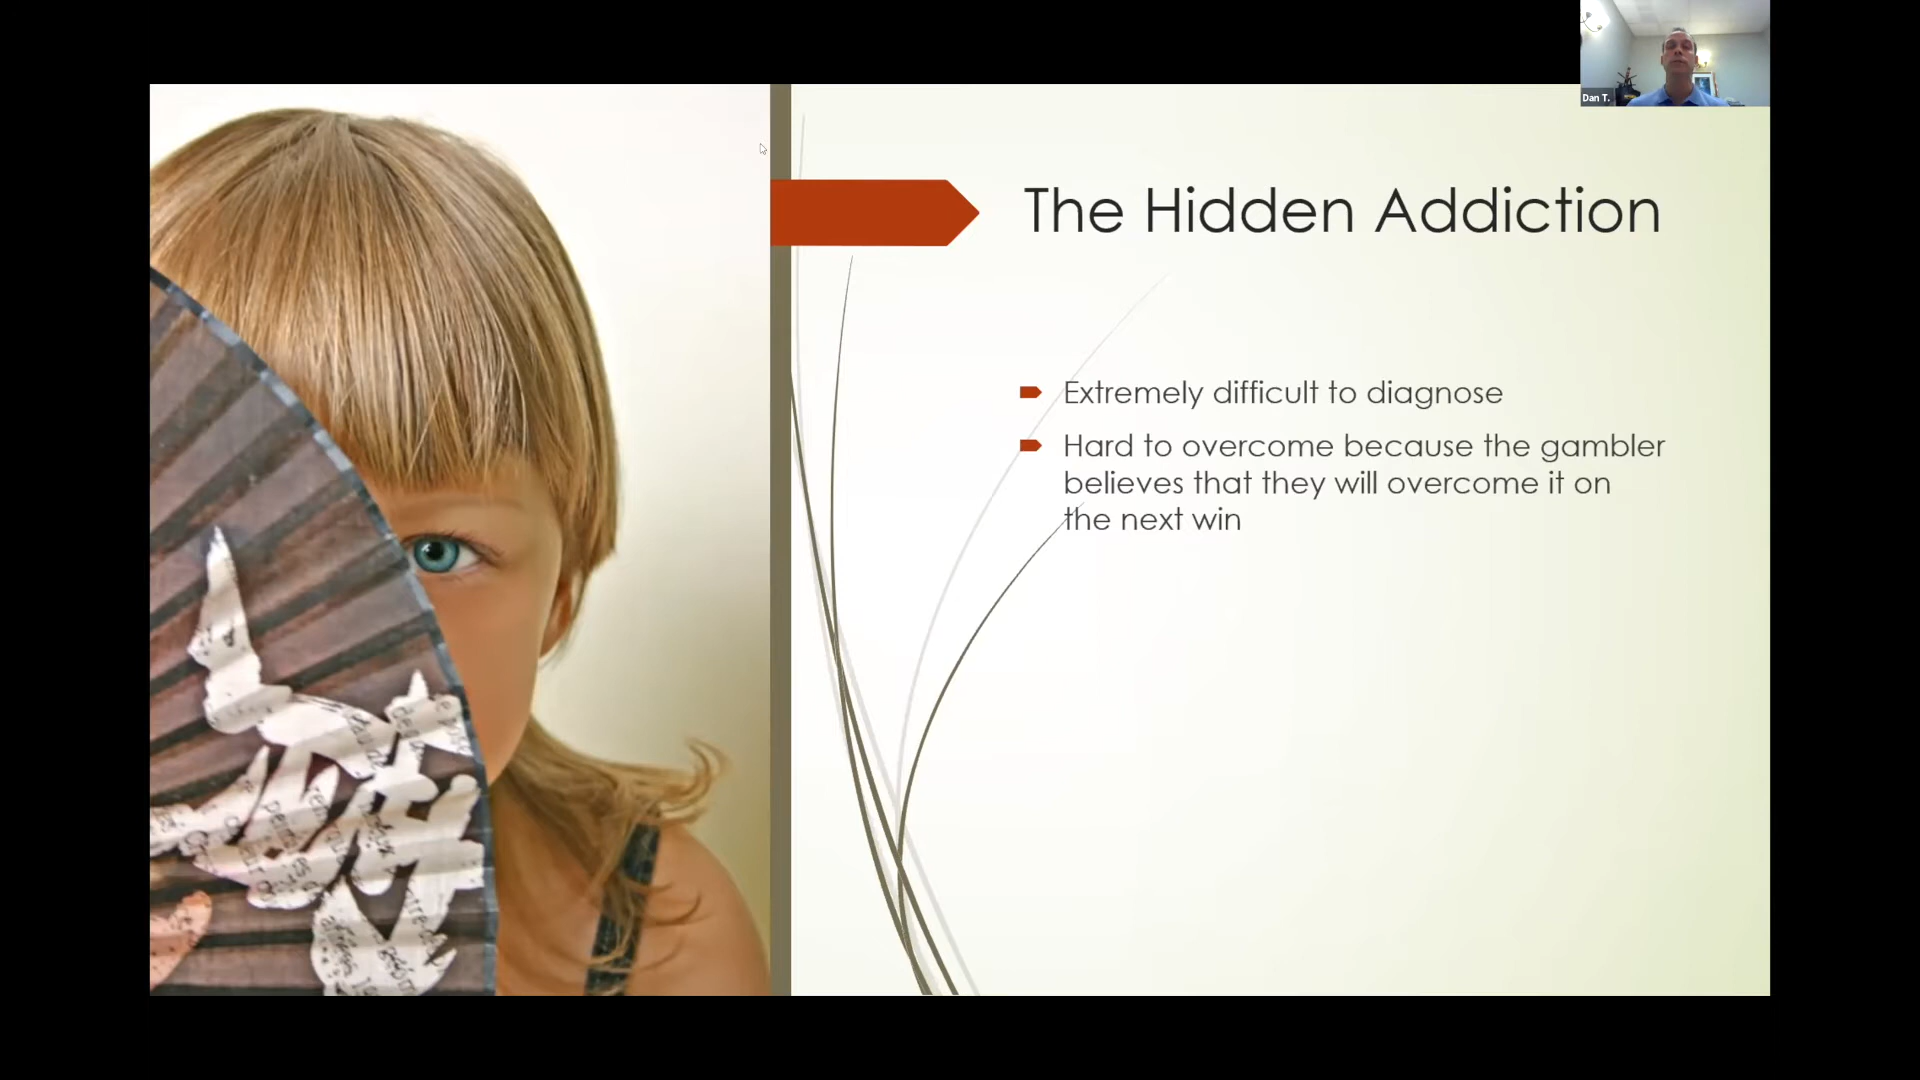 Dan T.
The Hidden Addiction
Extremely difficult to diagnose
Hard to overcome because the gambler
believes that they will overcome it on
the next win